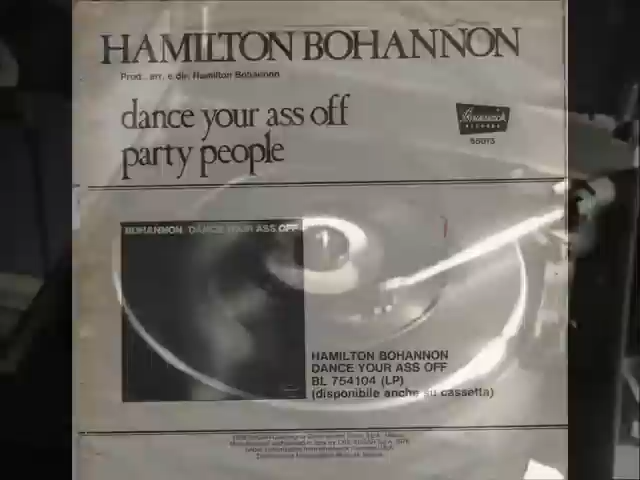 HAMILTON BOHANNON
Prod., arr. e dir. Hamilton Bohannon
dance your ass off
party people
Brunswick
RECORDS
BOHANNON DANCE YOUR ASS OFF
HAMILTON BOHANNON
DANCE YOUR ASS OFF
BL 754104 (LP)
(disponibile anche su cassetta)